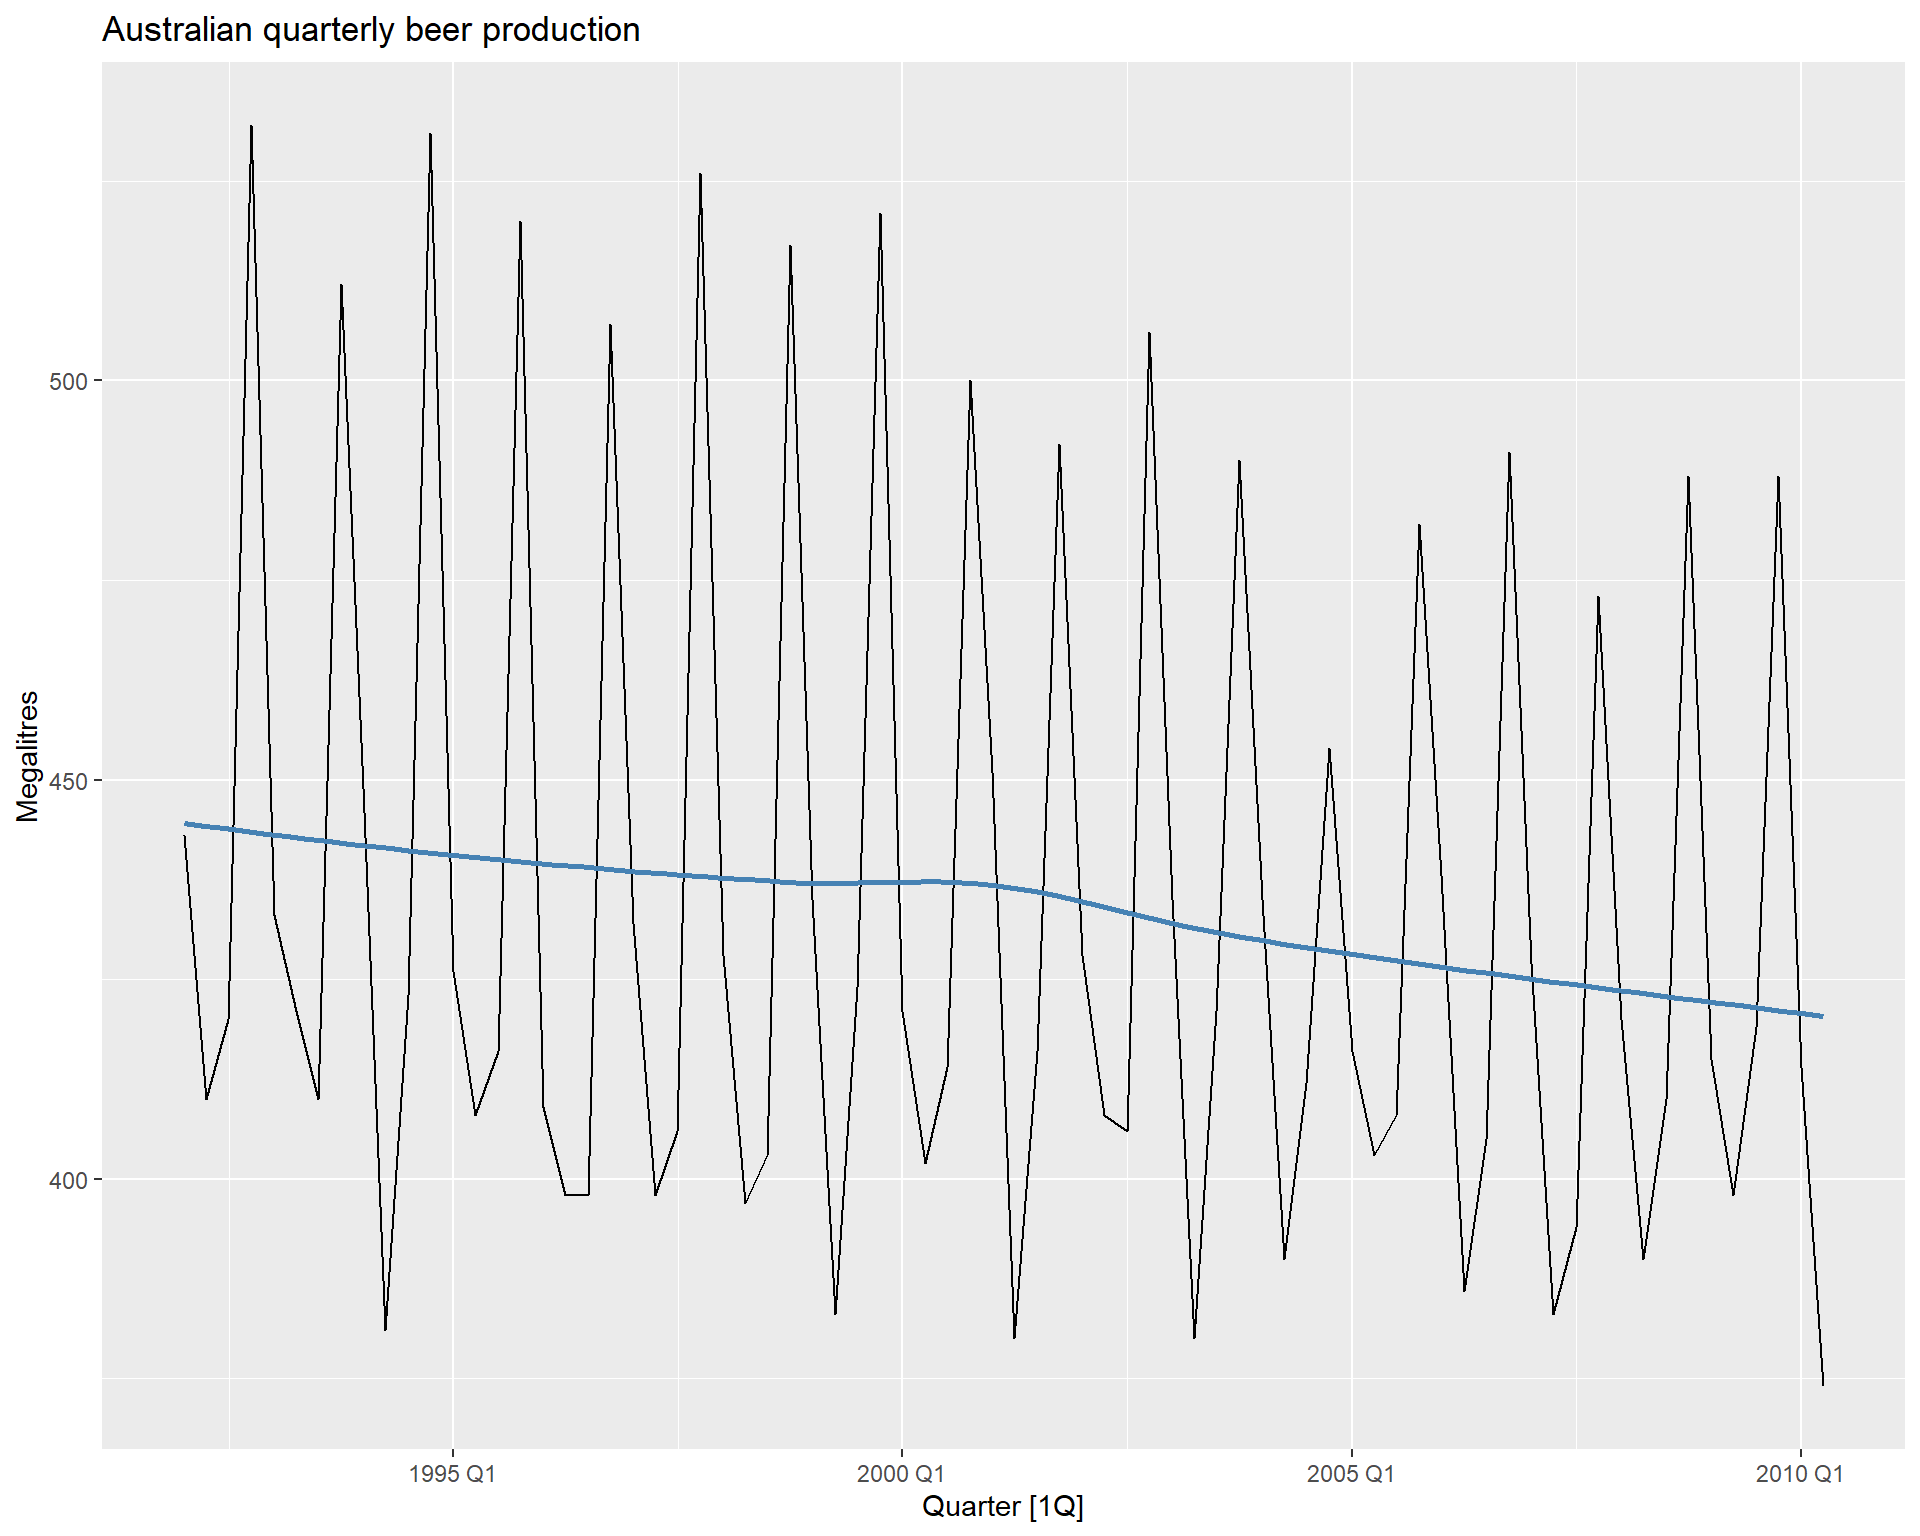 Australian quarterly beer production
500
450
400
Megalitres
1995 Q1
2000 Q1
2005 Q1
2010 Q1
Quarter [1Q]